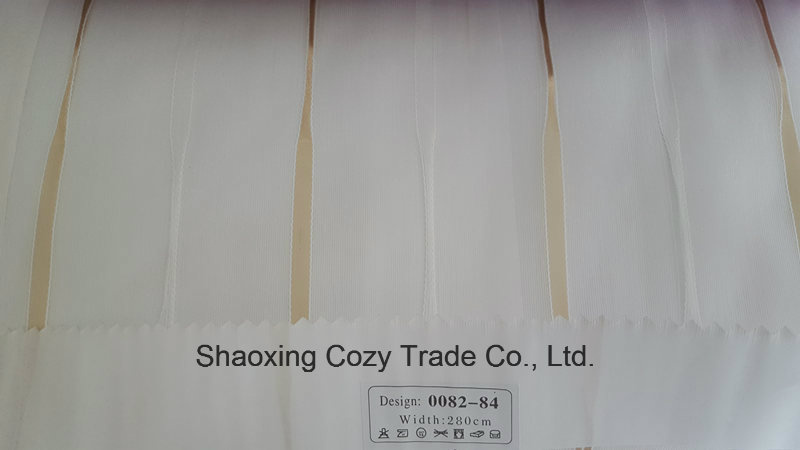 Shaoxing Cozy Trade Co., Ltd.
Design: 0082-84
Width:280cm